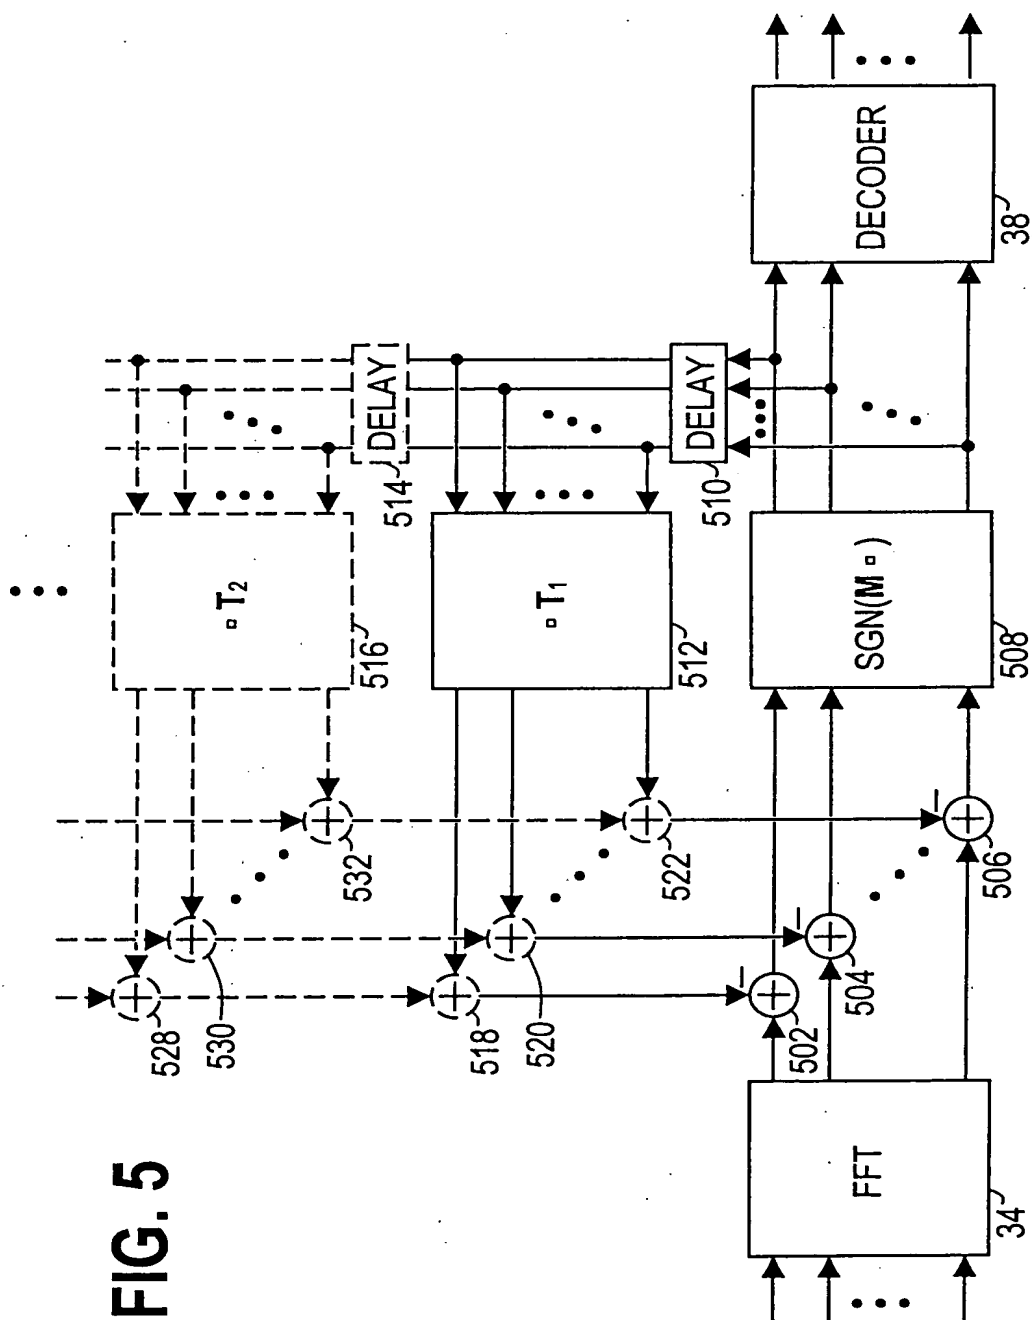 FIG. 5
528
530
532
▫ T2
516
DELAY
514
518
520
522
▫ T1
512
DELAY
510
502
504
506
FFT
34
SGN(M ▫)
508
DECODER
38